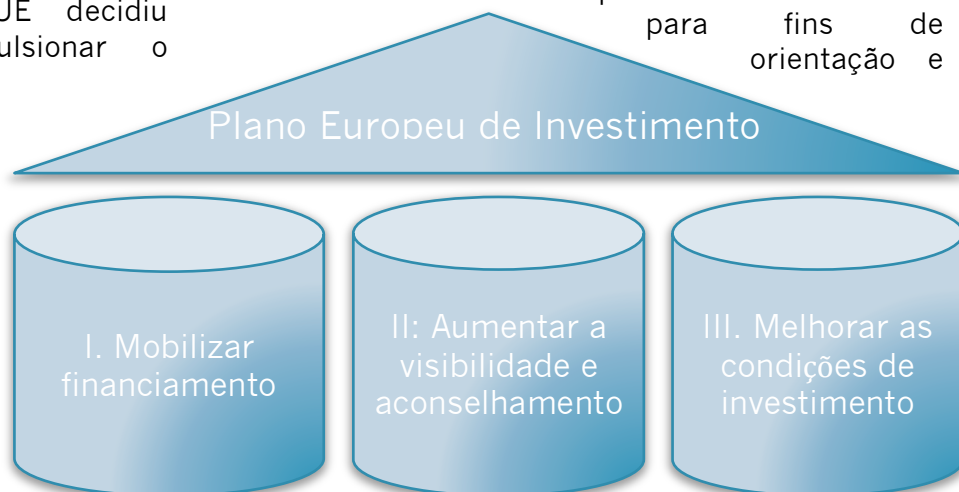 UE decidiu
ulsionar o
para fins de
orientação e
Plano Europeu de Investimento
I. Mobilizar
financiamento
II: Aumentar a
visibilidade e
aconselhamento
III. Melhorar as
condições de
investimento